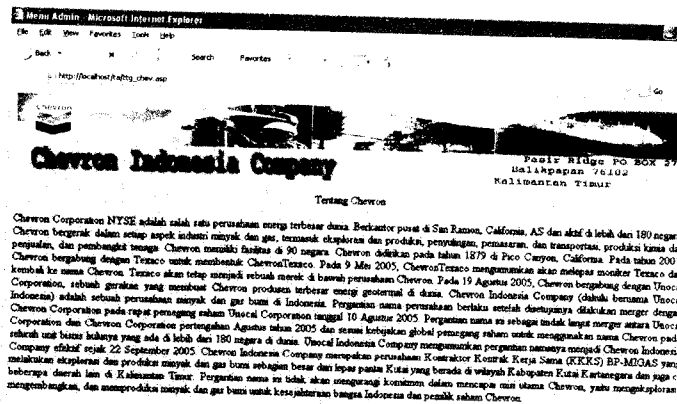 Menu Admin - Microsoft Internet Explorer
File Edit View Favorites Tools Help
Back Search Favorites
http://localhost/ta/ttg_chev.asp
Go
Chevron
Chevron Indonesia Company
Pasir Ridge PO BOX 27
Balikpapan 76102
Kalimantan Timur
Tentang Chevron
Chevron Corporation NYSE adalah salah satu perusahaan energi terbesar dunia. Berkantor pusat di San Ramon, California, AS dan aktif di lebih dari 180 negar
Chevron bergerak dalam setiap aspek industri minyak dan gas, termasuk eksplorasi dan produksi, penyulingan, pemasaran, dan transportasi, produksi kimia da
penjualan, dan pembangkit tenaga. Chevron memiliki fasilitas di 90 negara. Chevron didirikan pada tahun 1879 di Pico Canyon, California. Pada tahun 200
Chevron bergabung dengan Texaco untuk membentuk ChevronTexaco. Pada 9 Mei 2005, ChevronTexaco mengumumkan akan melepas moniker Texaco da
kembali ke nama Chevron. Texaco akan tetap menjadi sebuah merek di bawah perusahaan Chevron. Pada 19 Agustus 2005, Chevron bergabung dengan Unoc
Corporation, sebuah gerakan yang membuat Chevron produsen terbesar energi geotermal di dunia. Chevron Indonesia Company (dahulu bernama Unoc
Indonesia) adalah sebuah perusahaan minyak dan gas bumi di Indonesia. Pergantian nama perusahaan berlaku setelah disetujuinya dilakukan merger denga
Chevron Corporation pada rapat pemegang saham Unocal Corporation tanggal 10 Agustus 2005. Pergantian nama ini sebagai tindak lanjut merger antara Unoc
Corporation dan Chevron Corporation pertengahan Agustus tahun 2005 dan sesuai kebijakan global pemegang saham untuk menggunakan nama Chevron pad
seluruh unit bisnis hulunya yang ada di lebih dari 180 negara di dunia. Unocal Indonesia Company mengumumkan pergantian namanya menjadi Chevron Indonesi
Company efektif sejak 22 September 2005. Chevron Indonesia Company merupakan perusahaan Kontraktor Kontrak Kerja Sama (KKKS) BP-MIGAS yan
melakukan eksplorasi dan produksi minyak dan gas bumi sebagian besar dari lepas pantai Kutai yang berada di wilayah Kabupaten Kutai Kartanegara dan juga d
beberapa daerah lain di Kalimantan Timur. Pergantian nama ini tidak akan mengurangi komitmen dalam mencapai misi utama Chevron, yaitu mengeksploras
mengembangkan, dan memproduksi minyak dan gas bumi untuk kesejahteraan bangsa Indonesia dan pemilik saham Chevron.